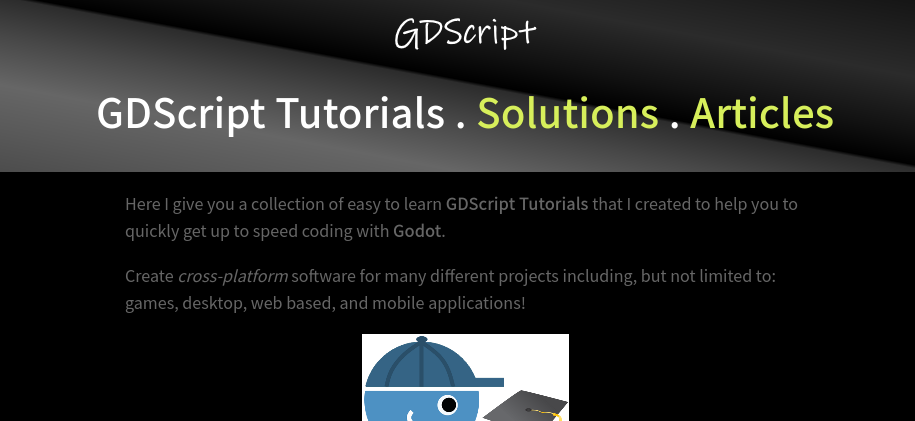 GDScript
GDScript Tutorials . Solutions . Articles
Here I give you a collection of easy to learn GDScript Tutorials that I created to help you to
quickly get up to speed coding with Godot.
Create cross-platform software for many different projects including, but not limited to:
games, desktop, web based, and mobile applications!